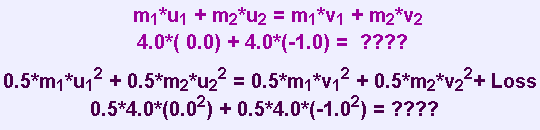 m₁*u₁ + m₂*u₂ = m₁*v₁ + m₂*v₂
4.0*( 0.0) + 4.0*(-1.0) = ????
0.5*m₁*u₁² + 0.5*m₂*u₂² = 0.5*m₁*v₁² + 0.5*m₂*v₂²+ Loss
0.5*4.0*(0.0²) + 0.5*4.0*(-1.0²) = ????